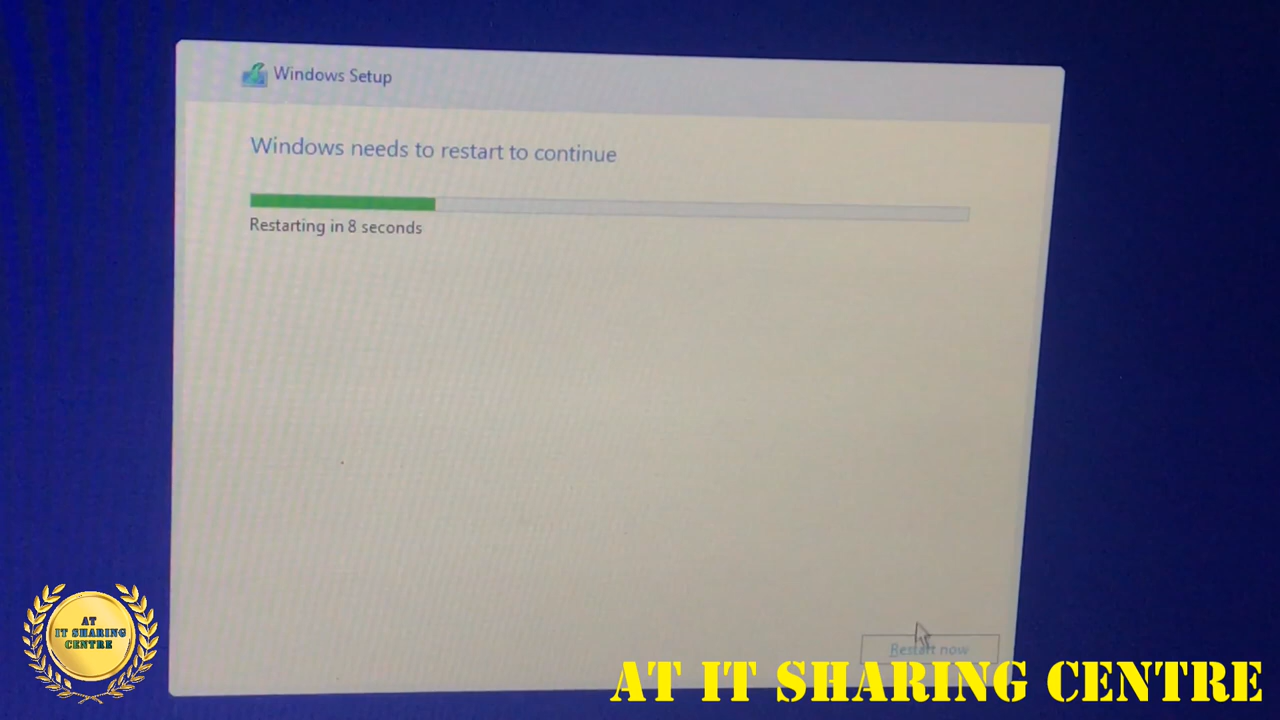 Windows Setup
Windows needs to restart to continue
Restarting in 8 seconds
Restart now
AT
IT SHARING
CENTRE
AT IT SHARING CENTRE